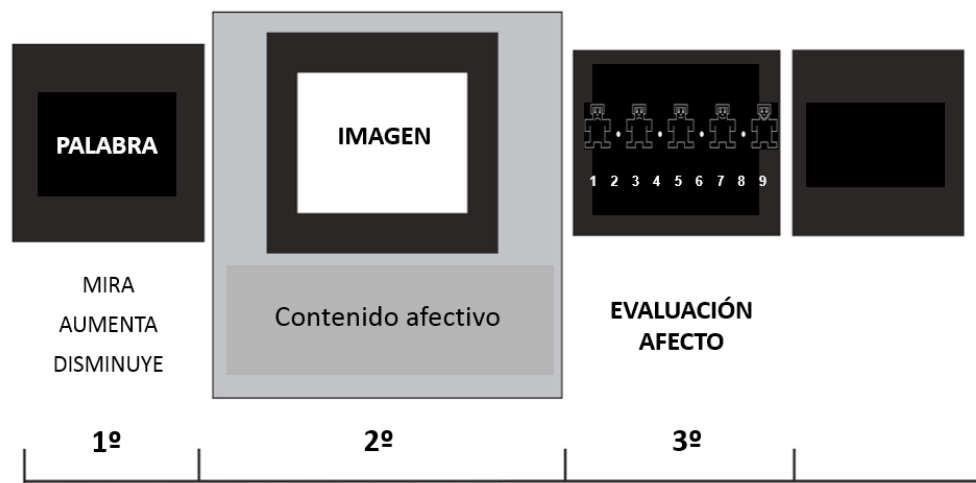 PALABRA
IMAGEN
1 2 3 4 5 6 7 8 9
MIRA
AUMENTA
DISMINUYE
Contenido afectivo
EVALUACIÓN
AFECTO
1º
2º
3º